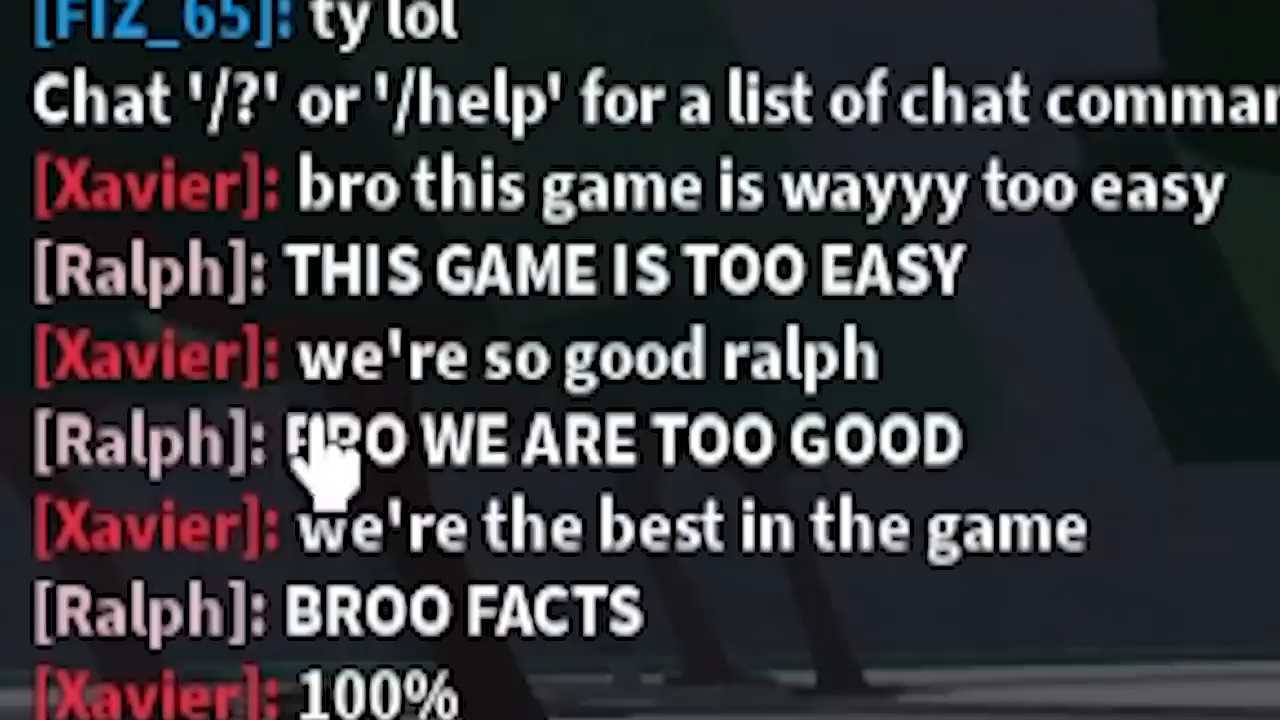 [FIZ_65]: ty lol
Chat '/?' or '/help' for a list of chat
[Xavier]: bro this game is wayyy too easy
[Ralph]: THIS GAME IS TOO EASY
[Xavier]: we're so good ralph
[Ralph]: BRO WE ARE TOO GOOD
[Xavier]: we're the best in the game
[Ralph]: BROO FACTS
[Xavier]: 100%